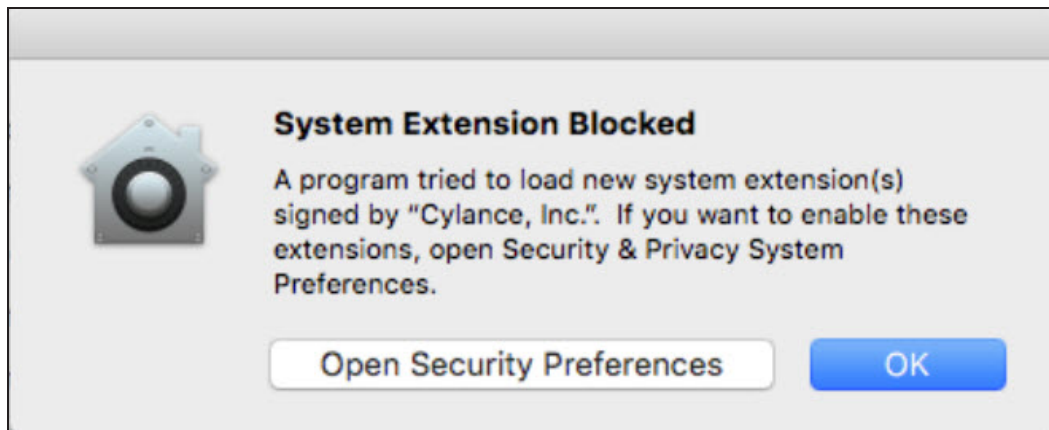 System Extension Blocked
A program tried to load new system extension(s)
signed by “Cylance, Inc.”.  If you want to enable these
extensions, open Security & Privacy System
Preferences.
Open Security Preferences
OK